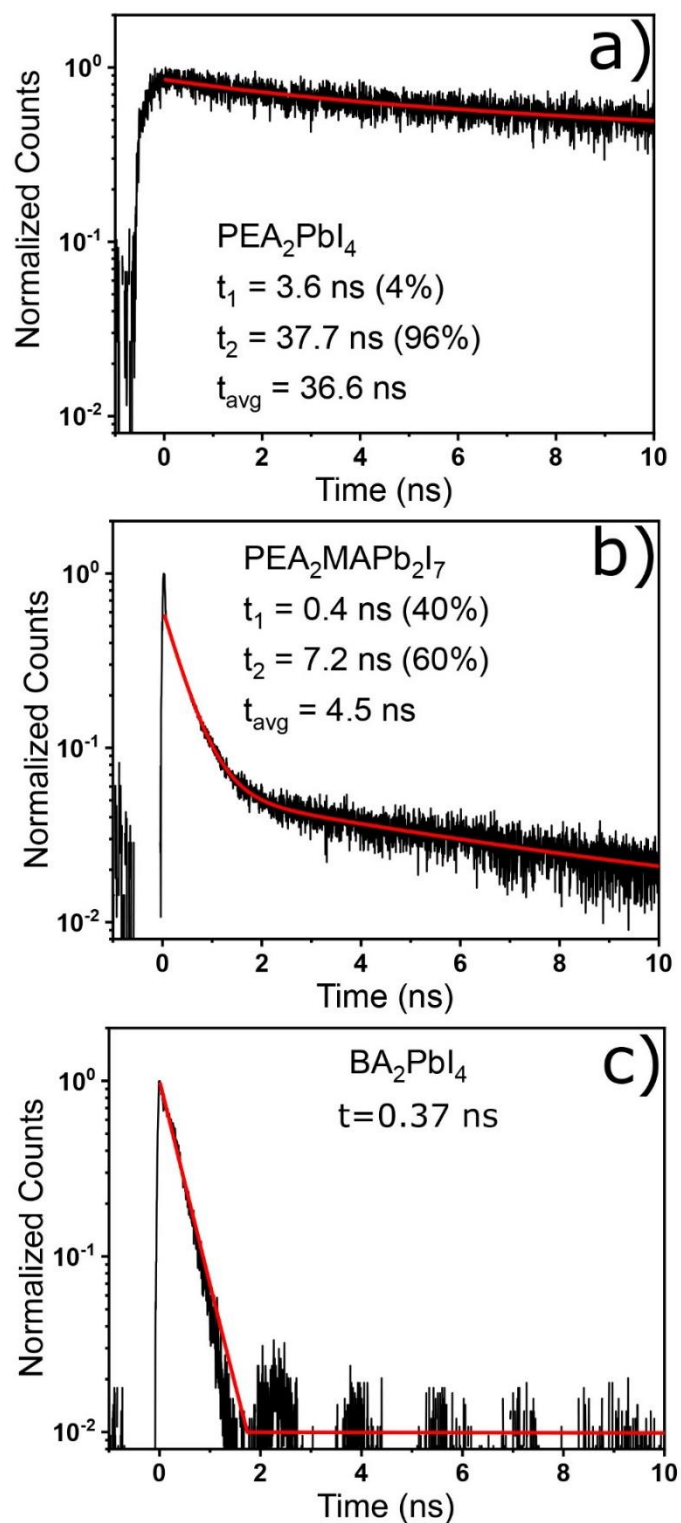 a)
Normalized Counts
10⁰
10⁻¹
10⁻²
PEA₂PbI₄
t₁ = 3.6 ns (4%)
t₂ = 37.7 ns (96%)
tₐᵥg = 36.6 ns
0 2 4 6 8 10
Time (ns)
b)
Normalized Counts
10⁰
10⁻¹
10⁻²
PEA₂MAPb₂I₇
t₁ = 0.4 ns (40%)
t₂ = 7.2 ns (60%)
tₐᵥg = 4.5 ns
0 2 4 6 8 10
Time (ns)
c)
Normalized Counts
10⁰
10⁻¹
10⁻²
BA₂PbI₄
t=0.37 ns
0 2 4 6 8 10
Time (ns)